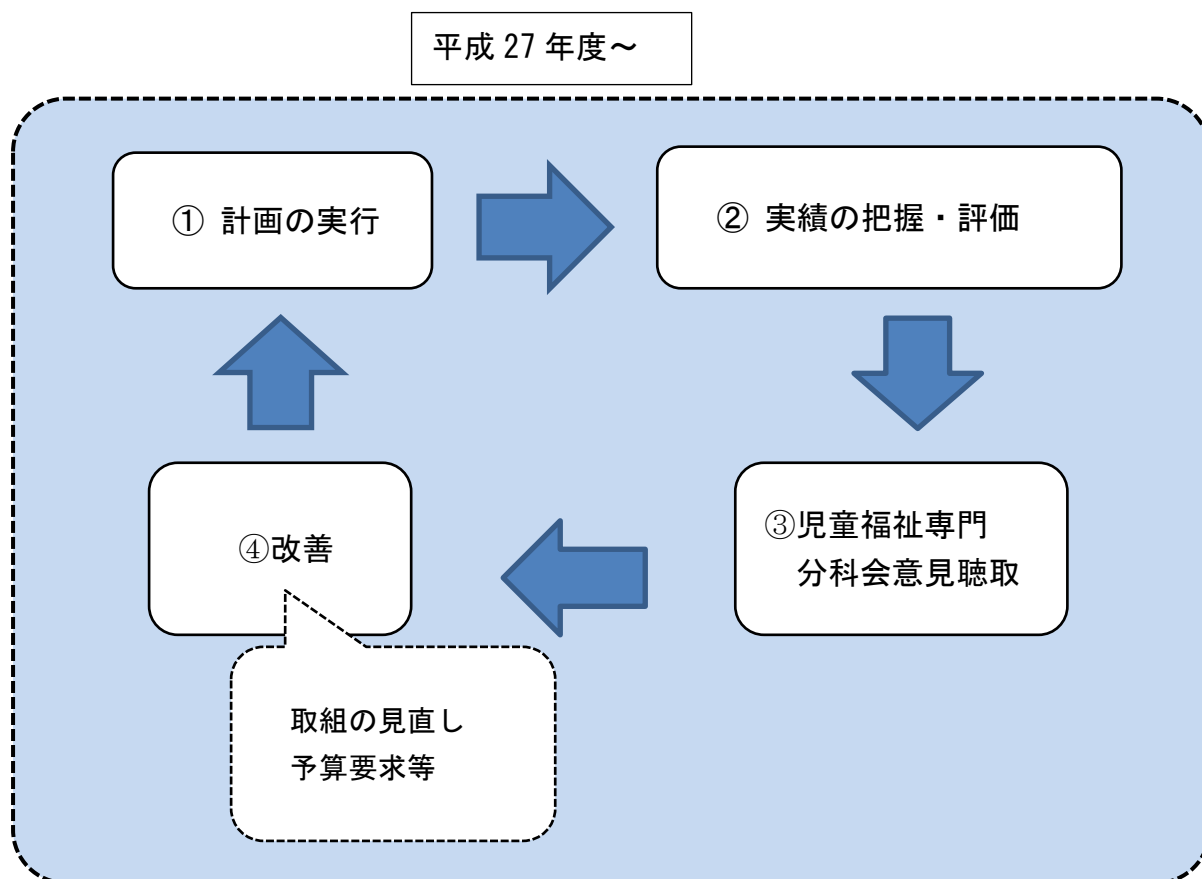 平成 27 年度～
① 計画の実行
② 実績の把握・評価
③児童福祉専門
分科会意見聴取
④改善
取組の見直し
予算要求等